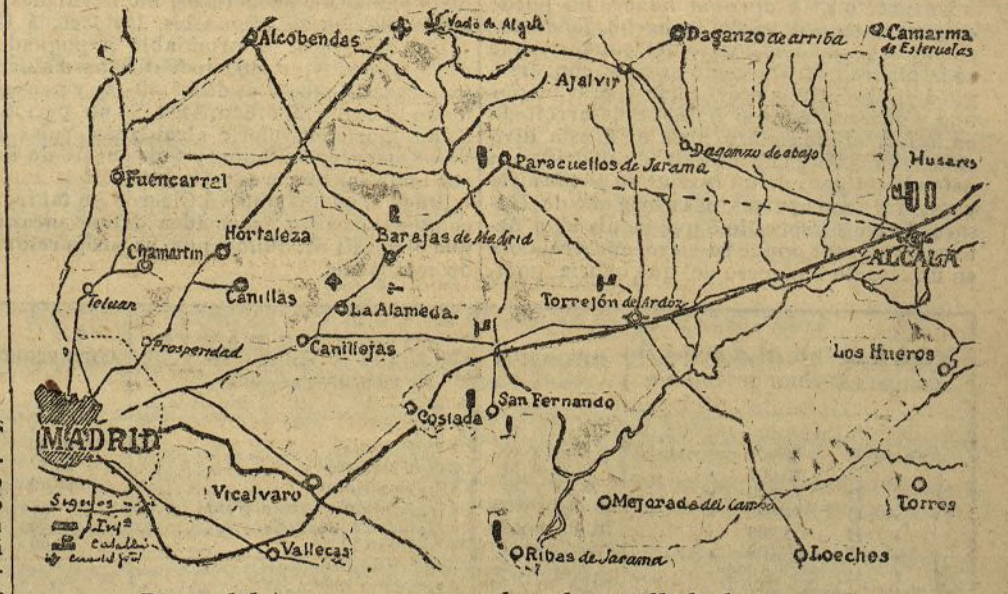 Alcobendas
Vado de Algete
Daganzo de arriba
Camarma
de Esteruelas
Ajalvir
Daganzo de abajo
Husares
Paracuellos de Jarama
Fuencarral
Hortaleza
Barajas de Madrid
Chamartin
ALCALÁ
Canillas
Tetuan
La Alameda.
Torrejón de Ardoz
Prosperidad
Canillejas
Los Hueros
San Fernando
Coslada
MADRID
Vicalvaro
Mejorada del Campo
Torres
Signos
Infª
Vallecas
Ribas de Jarama
Loeches